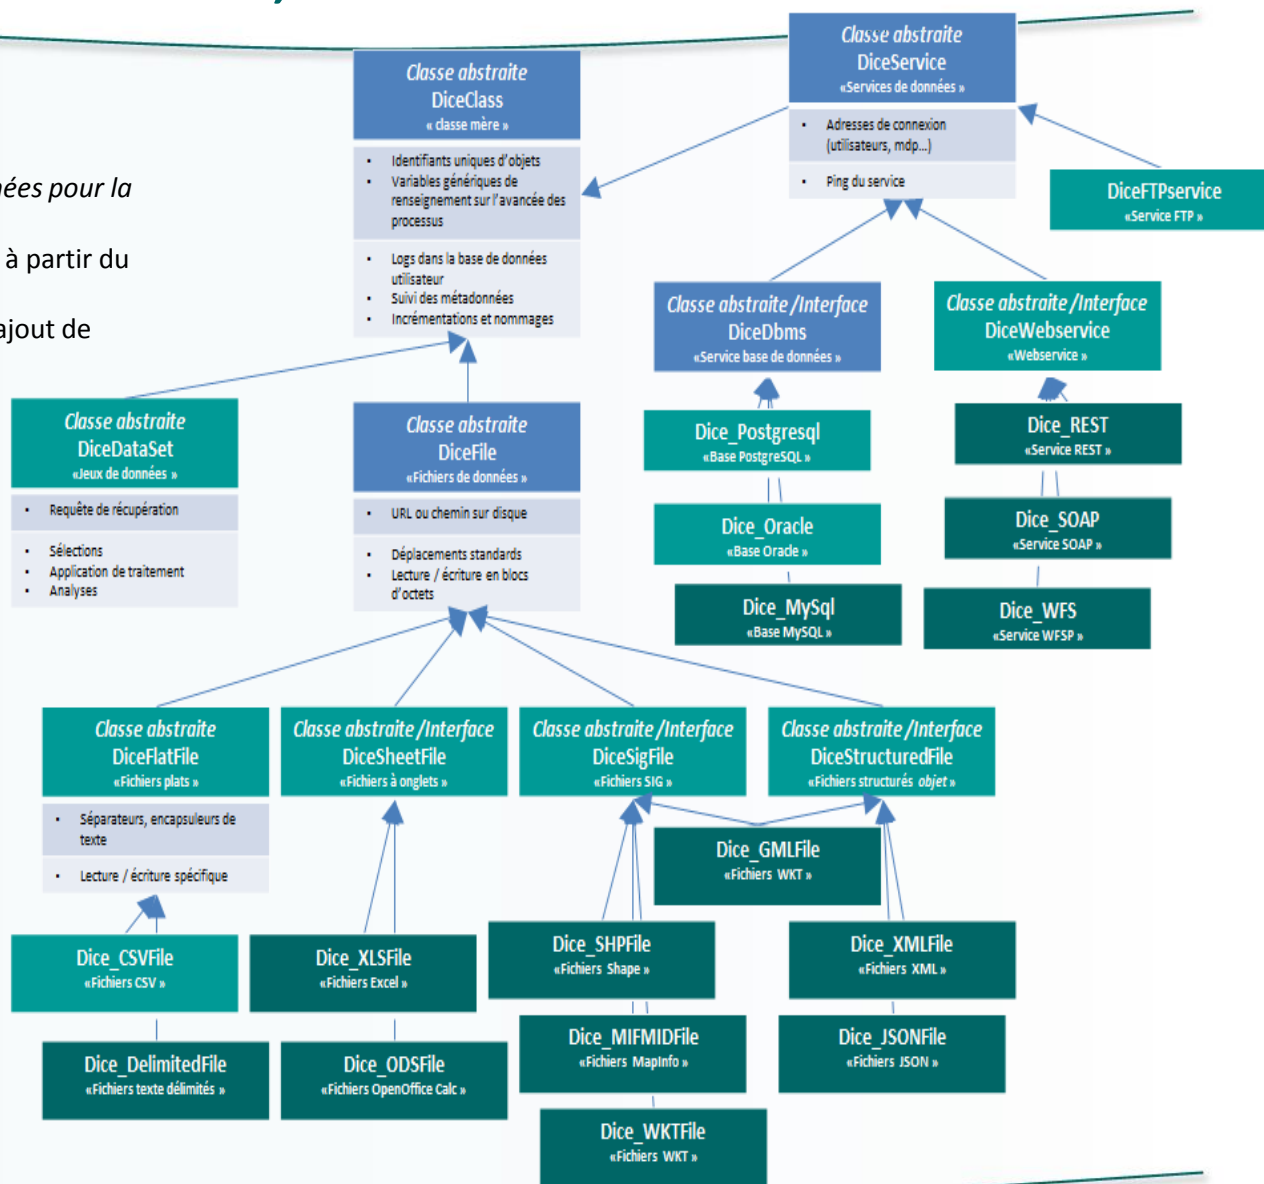 Classe abstraite
DiceService
«Services de données »
• Adresses de connexion
(utilisateurs, mdp...)
• Ping du service
Classe abstraite
DiceClass
« classe mère »
• Identifiants uniques d'objets
• Variables génériques de
renseignement sur l'avancée des
processus
• Logs dans la base de données
utilisateur
• Suivi des métadonnées
• Incrémentations et nommages
ées pour la
à partir du
ajout de
DiceFTPservice
«Service FTP »
Classe abstraite/Interface
DiceDbms
«Service base de données »
Classe abstraite/Interface
DiceWebservice
«Webservice »
Classe abstraite
DiceDataSet
«Jeux de données »
• Requête de récupération
• Sélections
• Application de traitement
• Analyses
Classe abstraite
DiceFile
«Fichiers de données »
• URL ou chemin sur disque
• Déplacements standards
• Lecture / écriture en blocs
d'octets
Dice_Postgresql
«Base PostgreSQL »
Dice_Oracle
«Base Oracle »
Dice_MySql
«Base MySQL »
Dice_REST
«Service REST »
Dice_SOAP
«Service SOAP »
Dice_WFS
«Service WFSP »
Classe abstraite
DiceFlatFile
«Fichiers plats »
• Séparateurs, encapsuleurs de
texte
• Lecture / écriture spécifique
Classe abstraite/Interface
DiceSheetFile
«Fichiers à onglets »
Classe abstraite/Interface
DiceSigFile
«Fichiers SIG »
Classe abstraite/Interface
DiceStructuredFile
«Fichiers structurés objet »
Dice_GMLFile
«Fichiers WKT »
Dice_CSVFile
«Fichiers CSV »
Dice_XLSFile
«Fichiers Excel »
Dice_SHPFile
«Fichiers Shape »
Dice_XMLFile
«Fichiers XML »
Dice_DelimitedFile
«Fichiers texte délimités »
Dice_ODSFile
«Fichiers OpenOffice Calc »
Dice_MIFMIDFile
«Fichiers MapInfo »
Dice_JSONFile
«Fichiers JSON »
Dice_WKTFile
«Fichiers WKT »